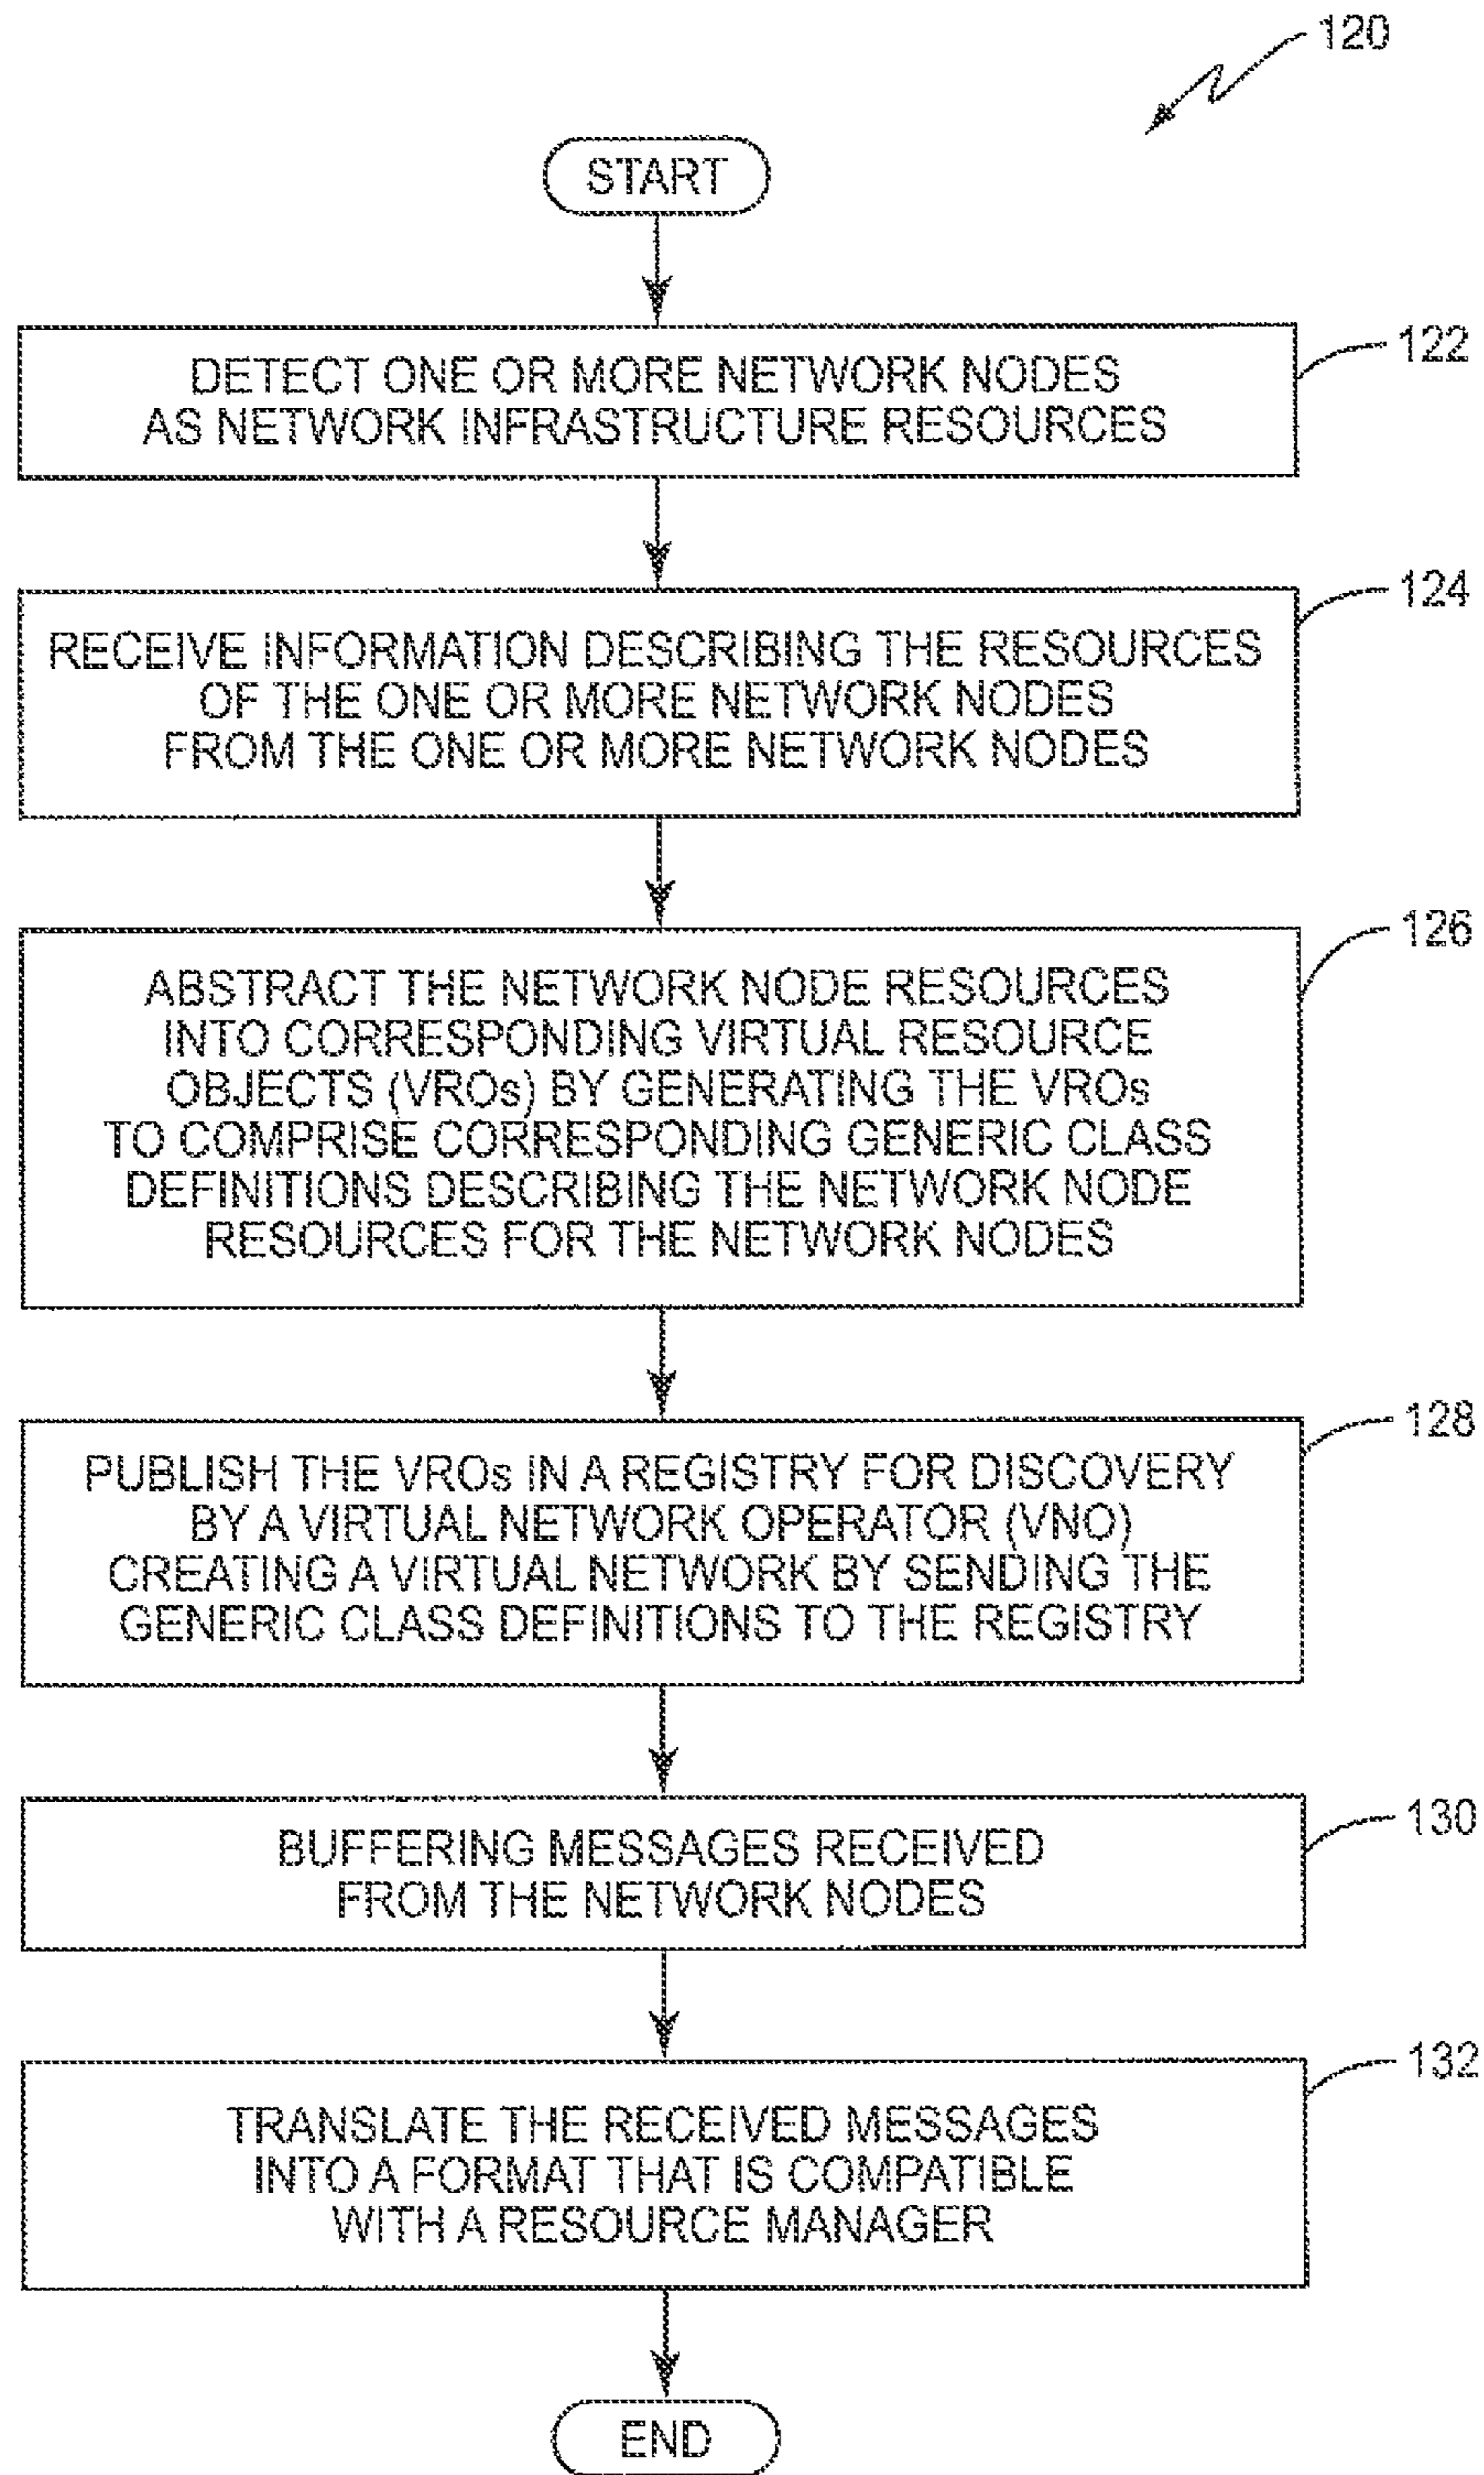 120
START
DETECT ONE OR MORE NETWORK NODES
AS NETWORK INFRASTRUCTURE RESOURCES
122
RECEIVE INFORMATION DESCRIBING THE RESOURCES
OF THE ONE OR MORE NETWORK NODES
FROM THE ONE OR MORE NETWORK NODES
124
ABSTRACT THE NETWORK NODE RESOURCES
INTO CORRESPONDING VIRTUAL RESOURCE
OBJECTS (VROs) BY GENERATING THE VROs
TO COMPRISE CORRESPONDING GENERIC CLASS
DEFINITIONS DESCRIBING THE NETWORK NODE
RESOURCES FOR THE NETWORK NODES
126
PUBLISH THE VROs IN A REGISTRY FOR DISCOVERY
BY A VIRTUAL NETWORK OPERATOR (VNO)
CREATING A VIRTUAL NETWORK BY SENDING THE
GENERIC CLASS DEFINITIONS TO THE REGISTRY
128
BUFFERING MESSAGES RECEIVED
FROM THE NETWORK NODES
130
TRANSLATE THE RECEIVED MESSAGES
INTO A FORMAT THAT IS COMPATIBLE
WITH A RESOURCE MANAGER
132
END